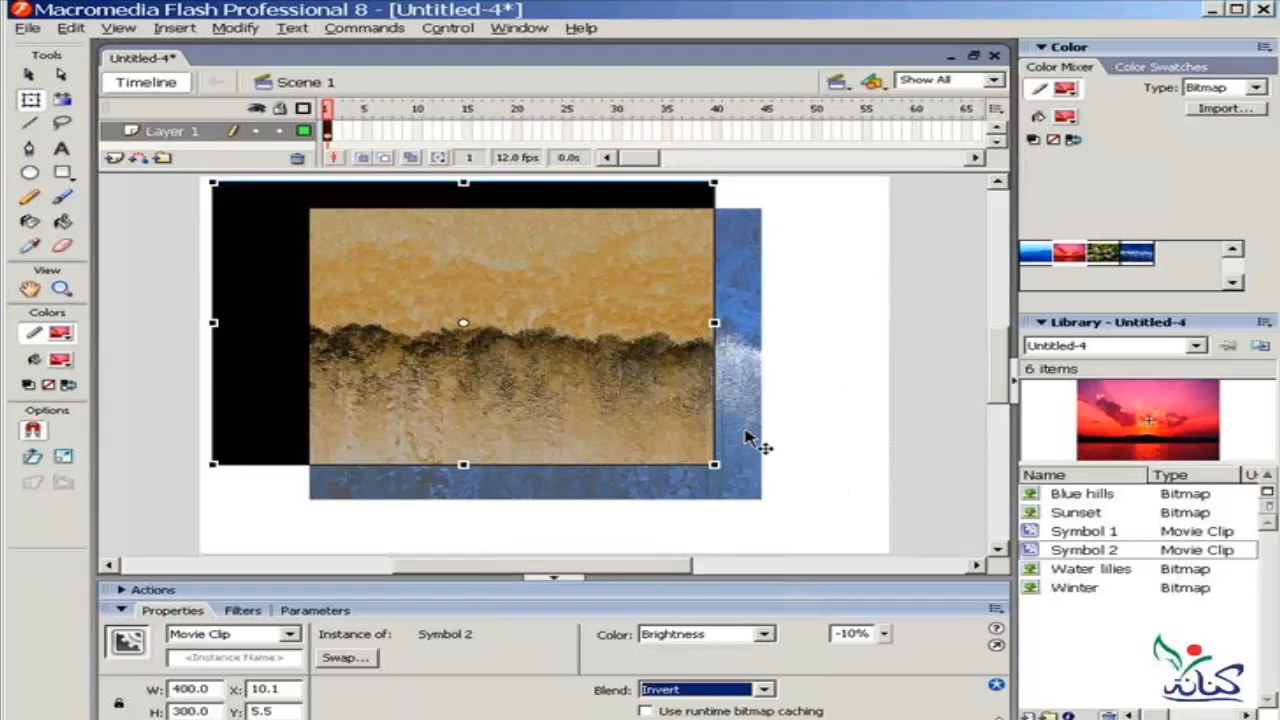 Macromedia Flash Professional 8 - [Untitled-4*]
File Edit View Insert Modify Text Commands Control Window Help
Tools
View
Colors
Options
Untitled-4*
Timeline
Scene 1
Show All
5 10 15 20 25 30 35 40 45 50 55 60 65
Layer 1
1 12.0 fps 0.0s
Actions
Properties Filters Parameters
Movie Clip
Instance of: Symbol 2
Color: Brightness -10%
<Instance Name>
Swap...
W: 400.0 X: 10.1
Blend: Invert
H: 300.0 Y: 5.5
Use runtime bitmap caching
Color
Color Mixer Color Swatches
Type: Bitmap
Import...
Library - Untitled-4
Untitled-4
6 items
Name Type U
Blue hills Bitmap
Sunset Bitmap
Symbol 1 Movie Clip
Symbol 2 Movie Clip
Water lilies Bitmap
Winter Bitmap